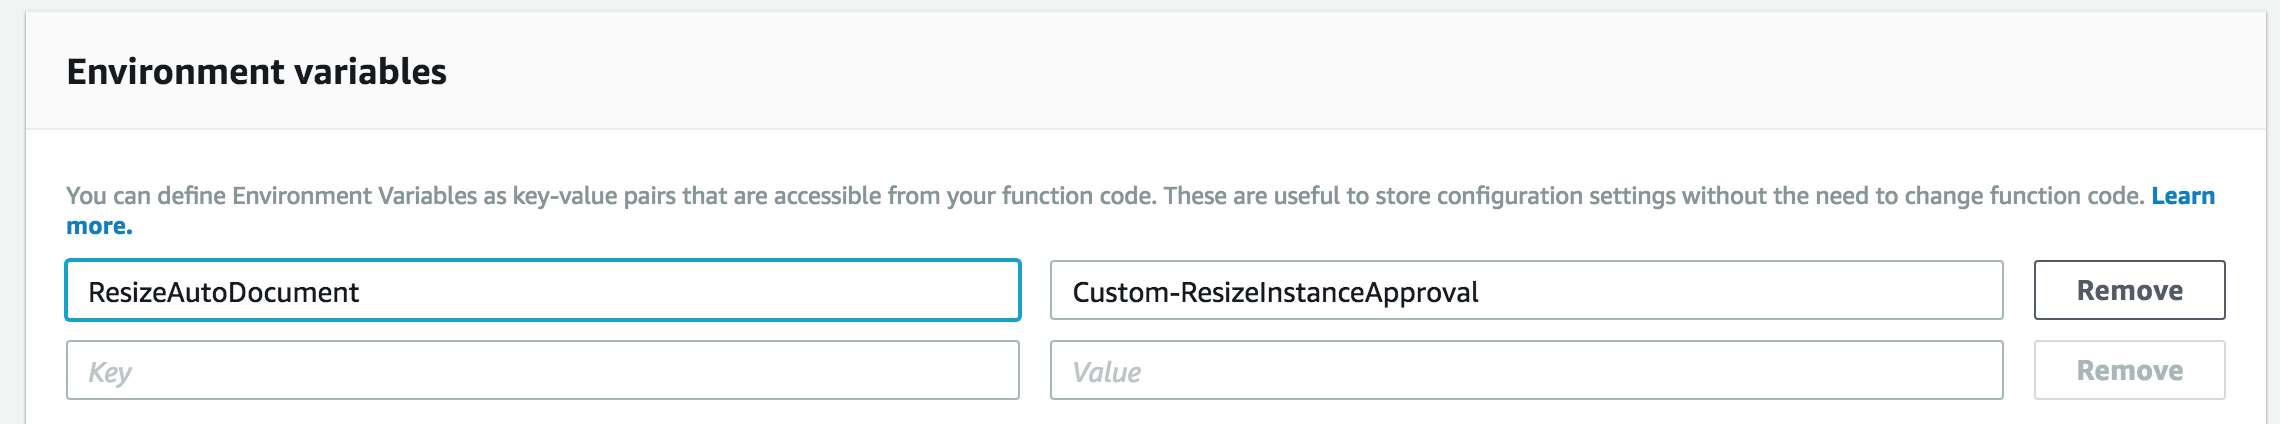 Environment variables
You can define Environment Variables as key-value pairs that are accessible from your function code. These are useful to store configuration settings without the need to change function code. Learn
more.
ResizeAutoDocument Custom-ResizeInstanceApproval Remove
Key Value Remove